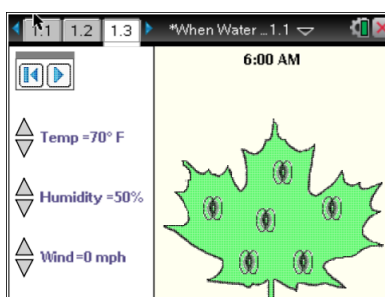 1.1 1.2 1.3 *When Water ...1.1
6:00 AM
Temp =70° F
Humidity =50%
Wind=0 mph